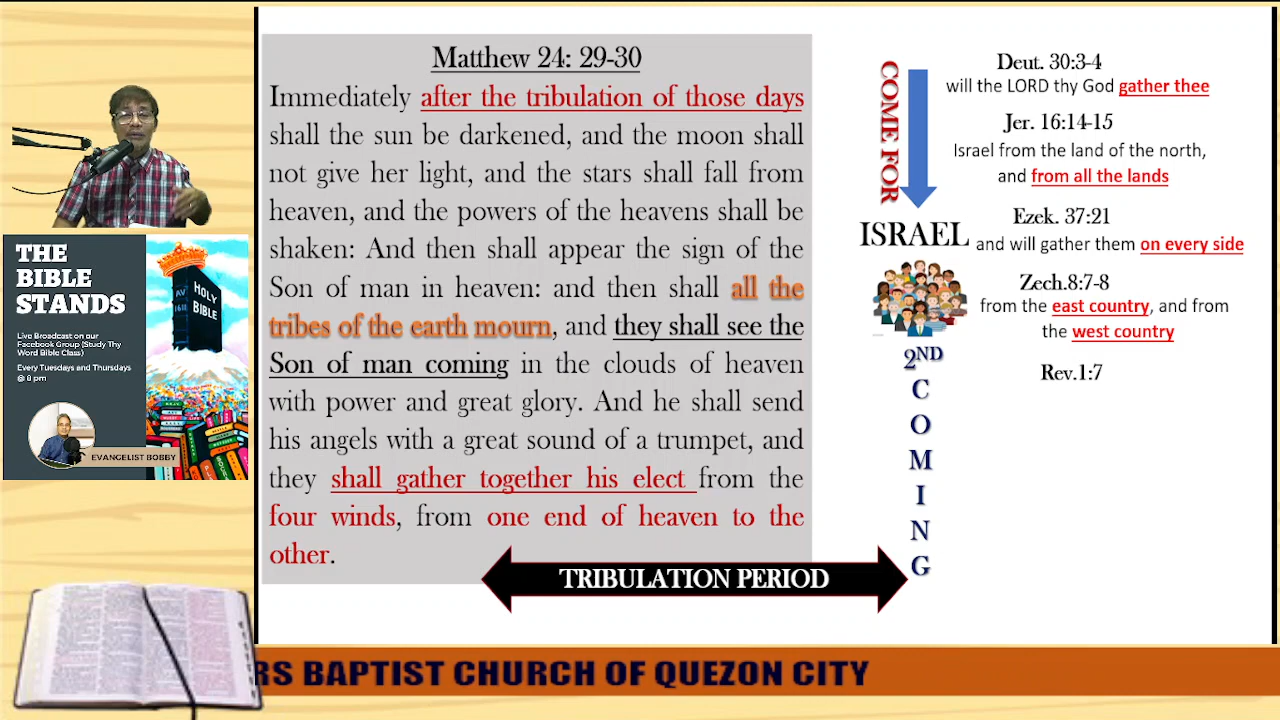 Matthew 24: 29-30
Immediately after the tribulation of those days
shall the sun be darkened, and the moon shall
not give her light, and the stars shall fall from
heaven, and the powers of the heavens shall be
shaken: And then shall appear the sign of the
Son of man in heaven: and then shall all the
tribes of the earth mourn, and they shall see the
Son of man coming in the clouds of heaven
with power and great glory. And he shall send
his angels with a great sound of a trumpet, and
they shall gather together his elect from the
four winds, from one end of heaven to the
other.
TRIBULATION PERIOD
COME FOR
ISRAEL
2ND
COMING
Deut. 30:3-4
will the LORD thy God gather thee
Jer. 16:14-15
Israel from the land of the north,
and from all the lands
Ezek. 37:21
and will gather them on every side
Zech.8:7-8
from the east country, and from
the west country
Rev.1:7
THE
BIBLE
STANDS
Live Broadcast on our
Facebook Group (Study Thy
Word Bible Class)
Every Tuesdays and Thursdays
@ 8 pm
AV
1611
HOLY
BIBLE
EVANGELIST BOBBY
RS BAPTIST CHURCH OF QUEZON CITY